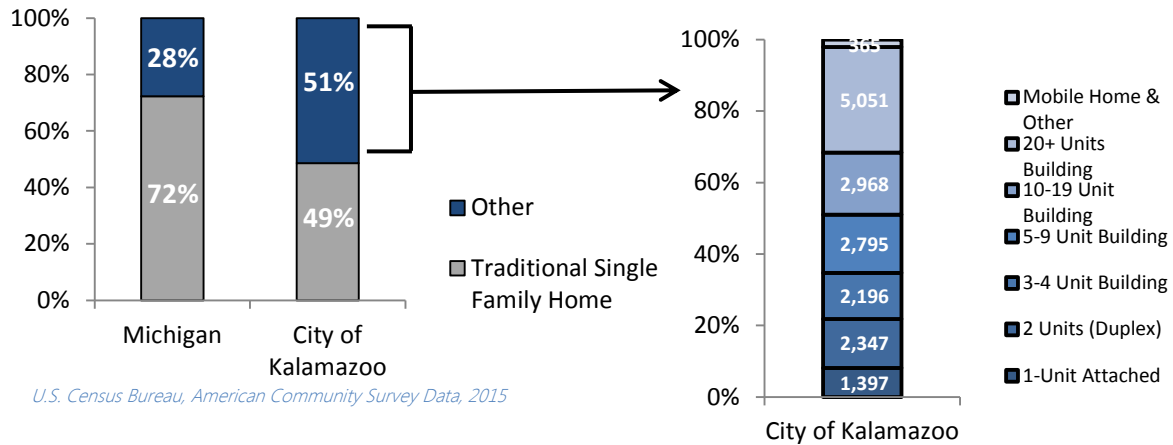 100%
80%
60%
40%
20%
0%
28%
72%
51%
49%
Michigan
City of
Kalamazoo
Other
Traditional Single
Family Home
U.S. Census Bureau, American Community Survey Data, 2015
100%
80%
60%
40%
20%
0%
365
5,051
2,968
2,795
2,196
2,347
1,397
City of Kalamazoo
Mobile Home &
Other
20+ Units
Building
10-19 Unit
Building
5-9 Unit Building
3-4 Unit Building
2 Units (Duplex)
1-Unit Attached